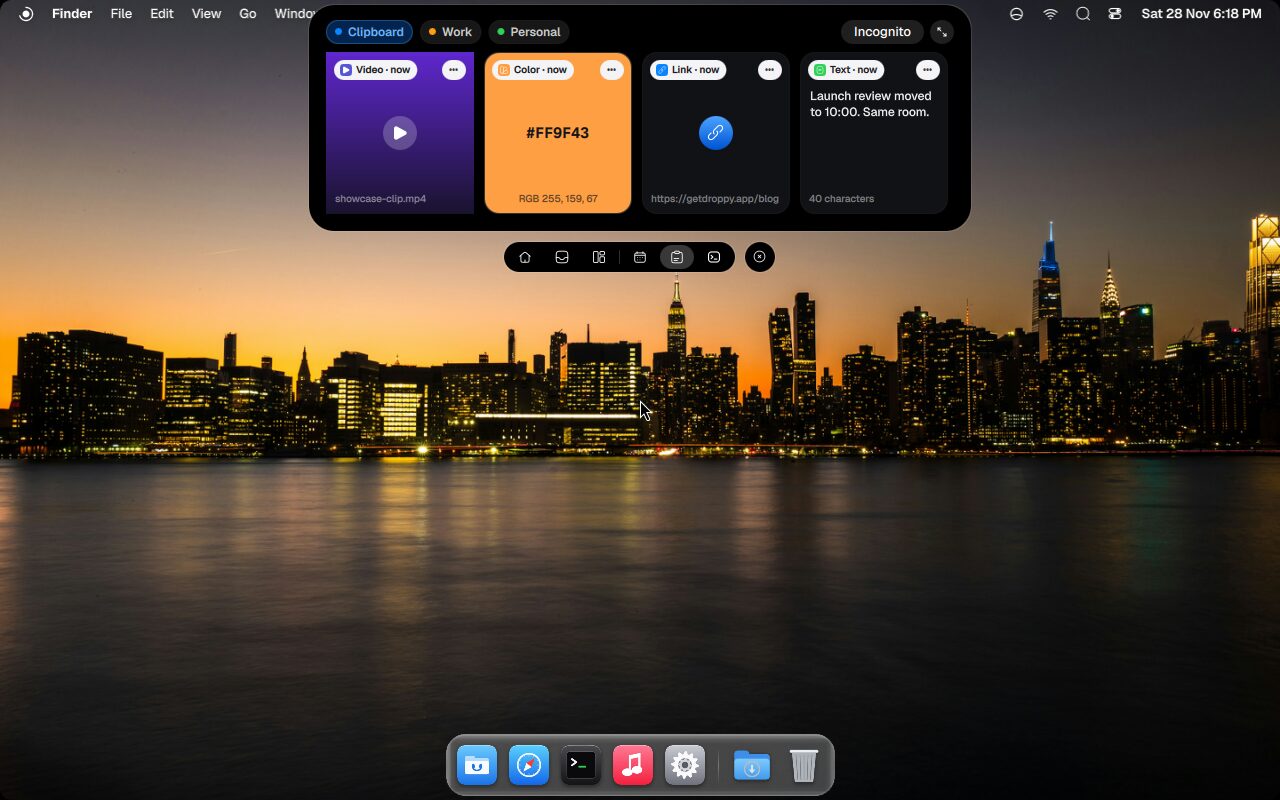 Finder File Edit View Go Window Sat 28 Nov 6:18 PM
Clipboard Work Personal Incognito
Video · now Color · now Link · now Text · now
Launch review moved
to 10:00. Same room.
#FF9F43
showcase-clip.mp4 RGB 255, 159, 67 https://getdroppy.app/blog 40 characters